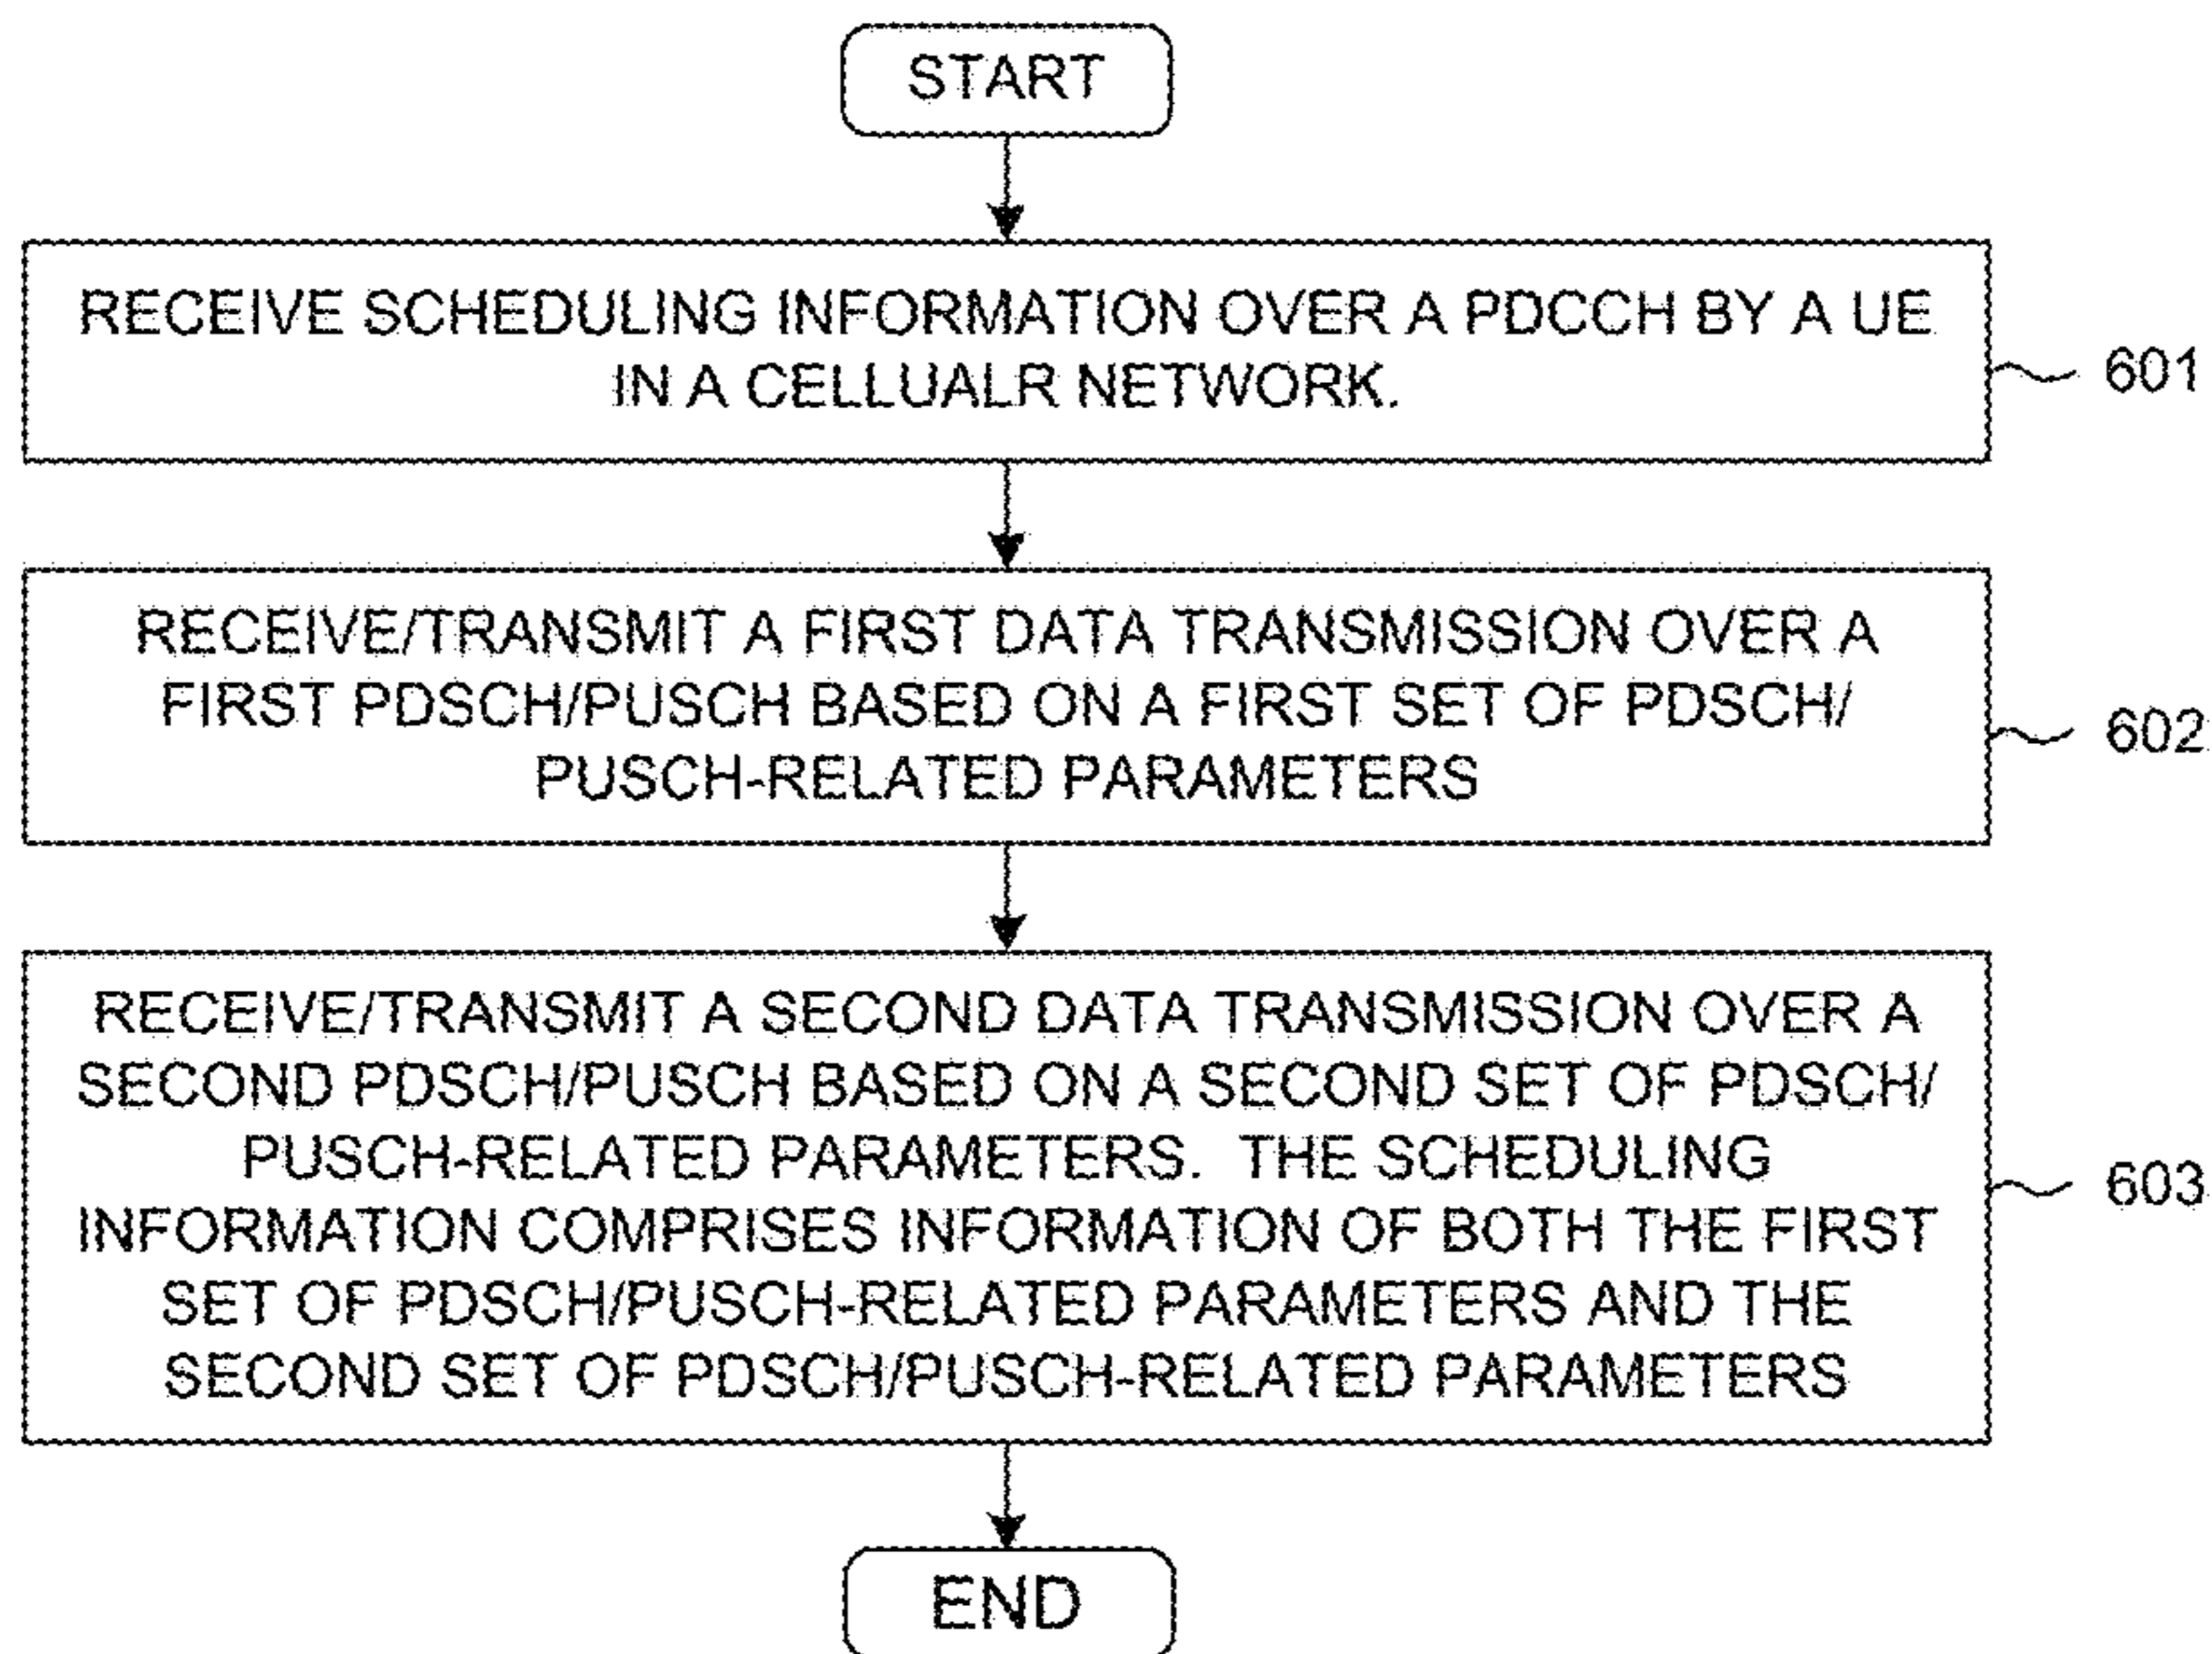 START
RECEIVE SCHEDULING INFORMATION OVER A PDCCH BY A UE
IN A CELLUALR NETWORK.
601
RECEIVE/TRANSMIT A FIRST DATA TRANSMISSION OVER A
FIRST PDSCH/PUSCH BASED ON A FIRST SET OF PDSCH/
PUSCH-RELATED PARAMETERS
602
RECEIVE/TRANSMIT A SECOND DATA TRANSMISSION OVER A
SECOND PDSCH/PUSCH BASED ON A SECOND SET OF PDSCH/
PUSCH-RELATED PARAMETERS. THE SCHEDULING
INFORMATION COMPRISES INFORMATION OF BOTH THE FIRST
SET OF PDSCH/PUSCH-RELATED PARAMETERS AND THE
SECOND SET OF PDSCH/PUSCH-RELATED PARAMETERS
603
END